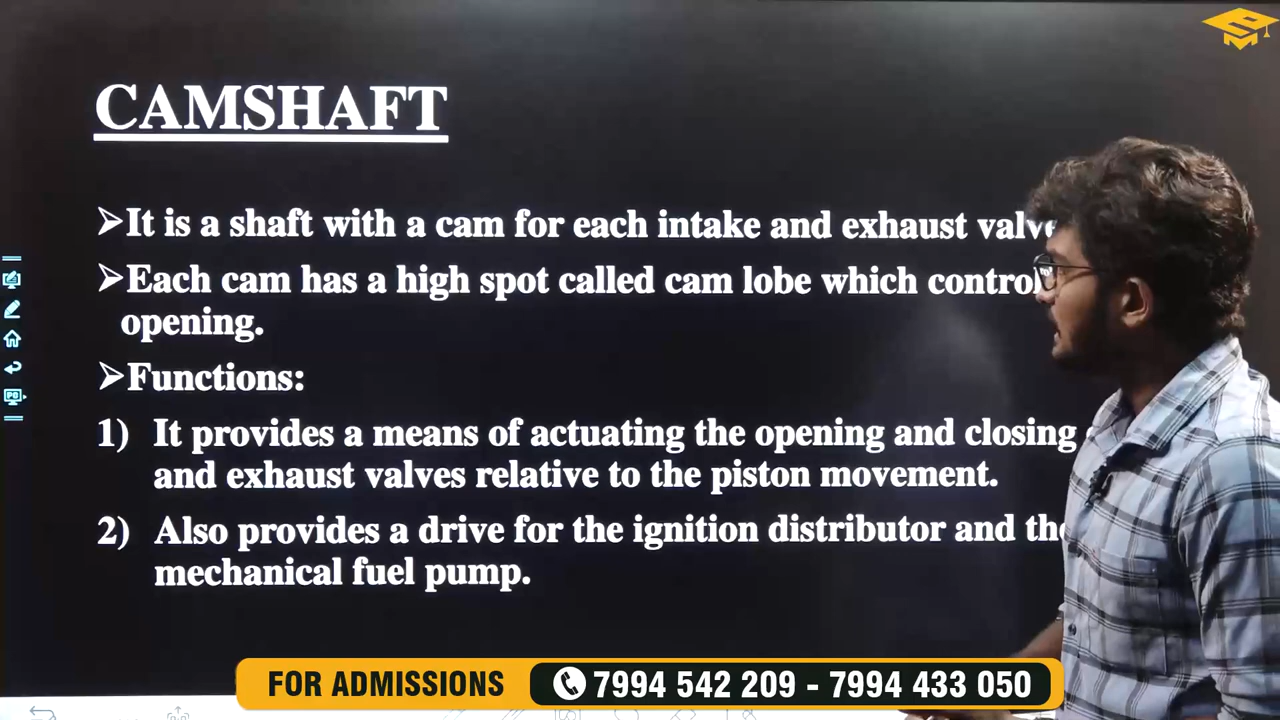 CAMSHAFT
➢It is a shaft with a cam for each intake and exhaust
➢Each cam has a high spot called cam lobe which
opening.
➢Functions:
1) It provides a means of actuating the opening and closing
and exhaust valves relative to the piston movement.
2) Also provides a drive for the ignition distributor and the
mechanical fuel pump.
FOR ADMISSIONS 7994 542 209 - 7994 433 050